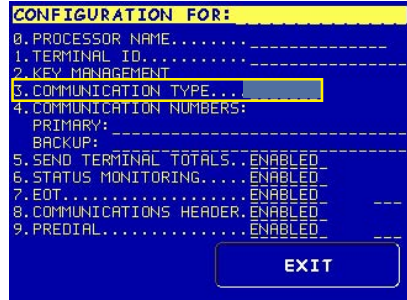 CONFIGURATION FOR:
0.PROCESSOR NAME........
1.TERMINAL ID...........
2.KEY MANAGEMENT
3.COMMUNICATION TYPE....
4.COMMUNICATION NUMBERS:
PRIMARY:
BACKUP:
5.SEND TERMINAL TOTALS..ENABLED
6.STATUS MONITORING.....ENABLED
7.EOT...................ENABLED
8.COMMUNICATIONS HEADER.ENABLED
9.PREDIAL...............ENABLED
EXIT